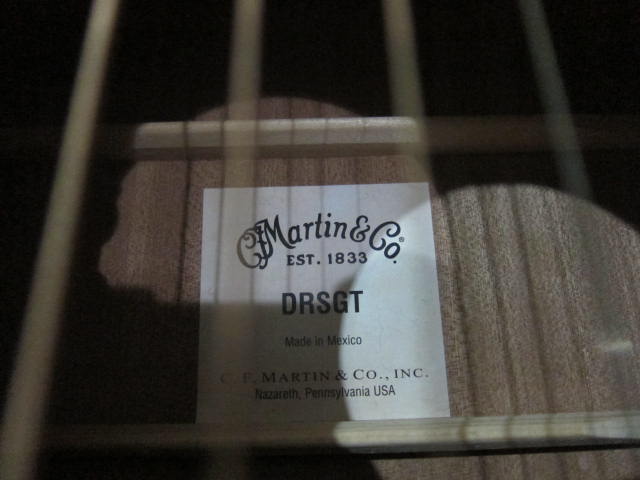 CFMartin & Co.®
EST. 1833
DRSGT
Made in Mexico
C. F. MARTIN & CO., INC.
Nazareth, Pennsylvania USA